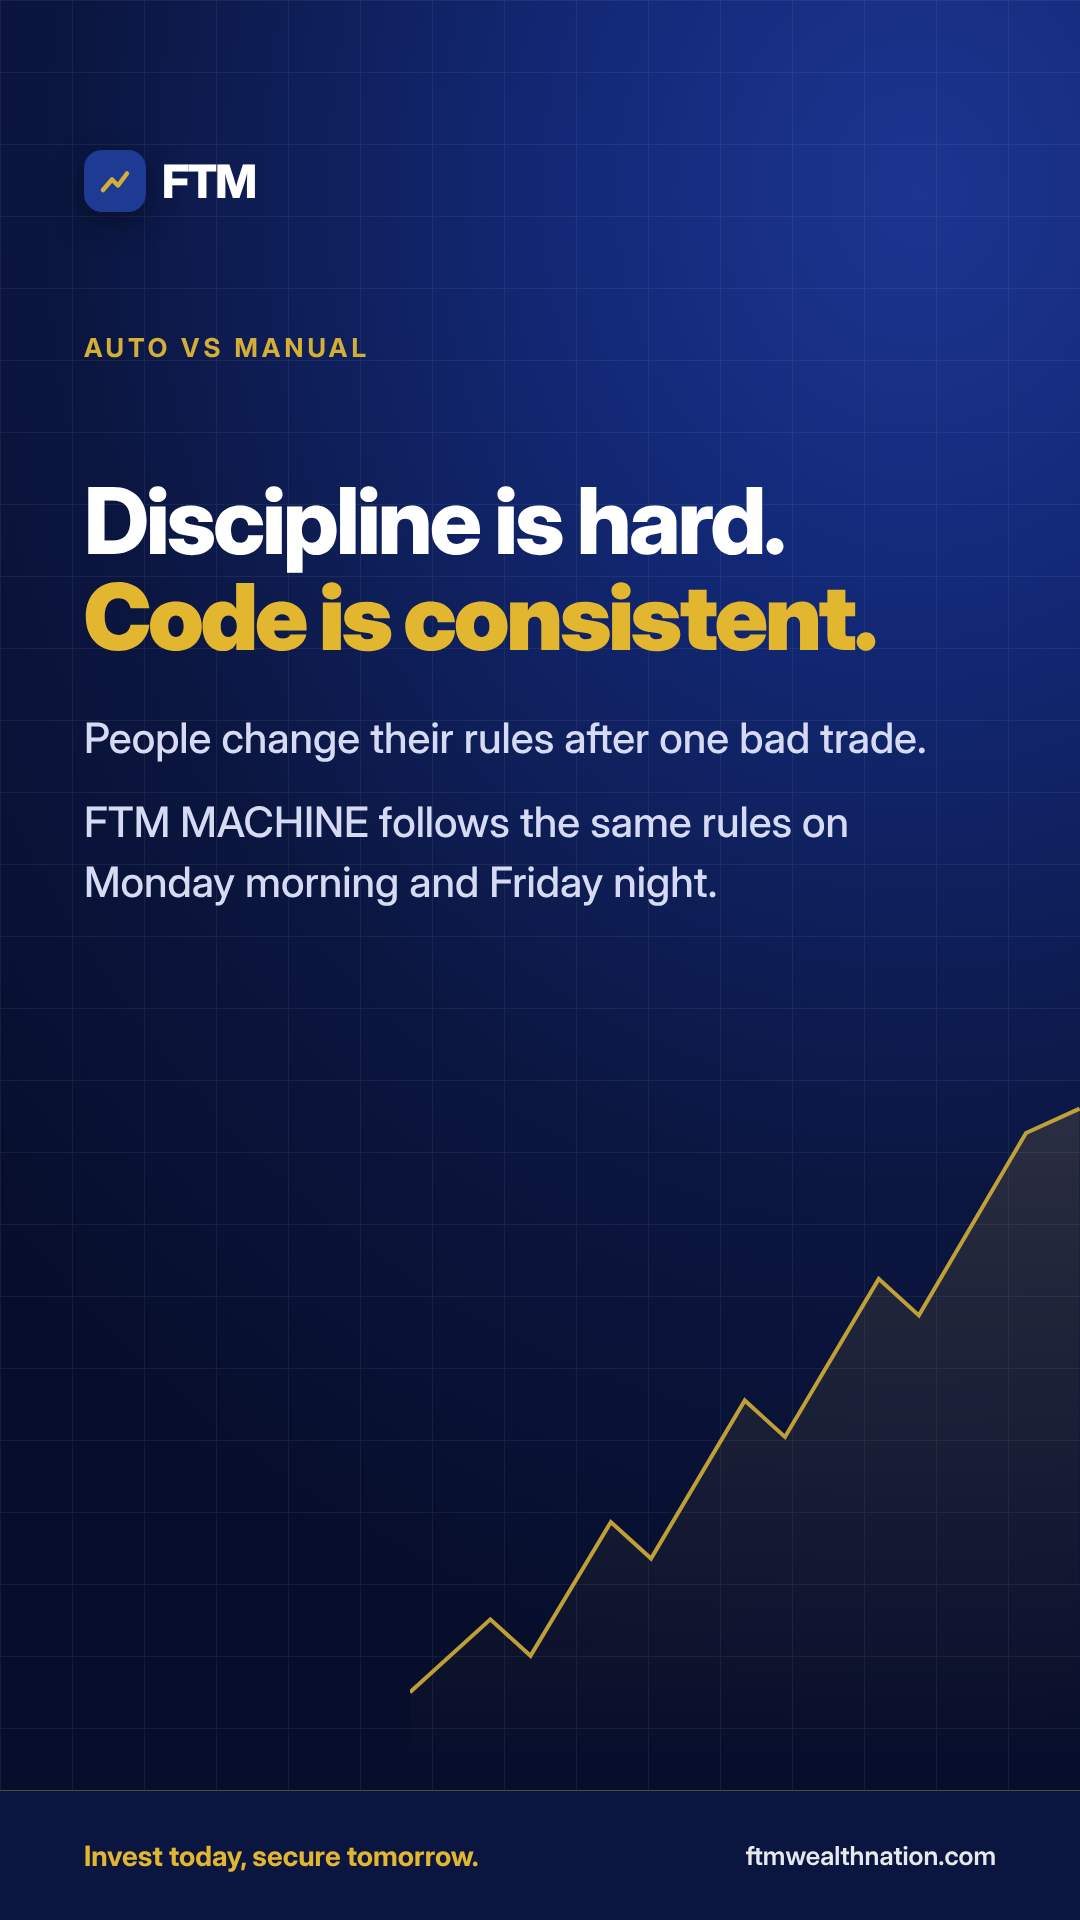 FTM
AUTO VS MANUAL
Discipline is hard.
Code is consistent.
People change their rules after one bad trade.
FTM MACHINE follows the same rules on
Monday morning and Friday night.
Invest today, secure tomorrow.
ftmwealthnation.com